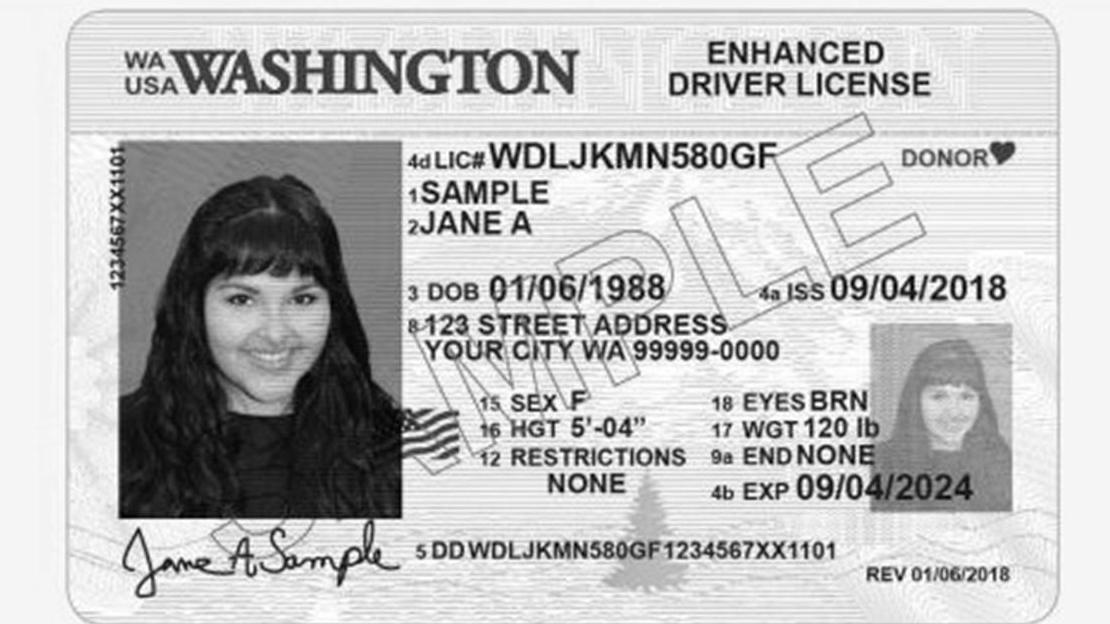 WA
USA WASHINGTON
ENHANCED
DRIVER LICENSE
1234567XX1101
4d LIC# WDLJKMN580GF
DONOR
1 SAMPLE
2 JANE A
3 DOB 01/06/1988 4a ISS 09/04/2018
8 123 STREET ADDRESS
YOUR CITY WA 99999-0000
15 SEX F 18 EYES BRN
16 HGT 5'-04" 17 WGT 120 lb
12 RESTRICTIONS 9a END NONE
NONE 4b EXP 09/04/2024
SAMPLE
Jane A Sample
5 DD WDLJKMN580GF1234567XX1101
REV 01/06/2018